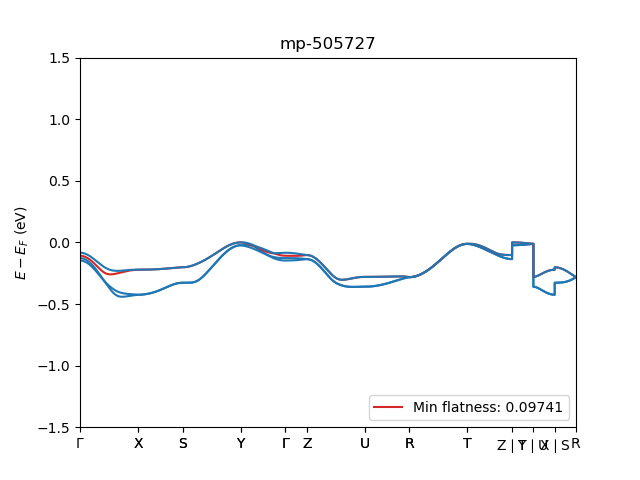 mp-505727
1.5
1.0
0.5
0.0
−0.5
−1.0
−1.5
E − E_F (eV)
Min flatness: 0.09741
Γ X S Y Γ Z U R T Z | Y T | U X | S R